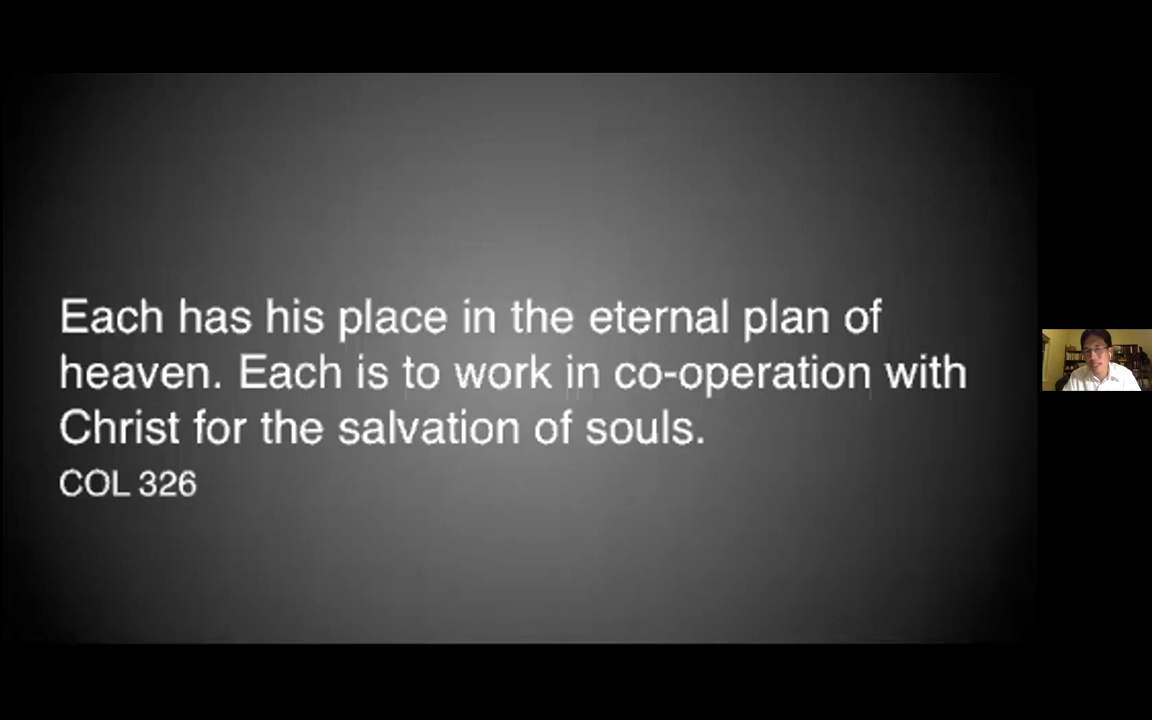 Each has his place in the eternal plan of
heaven. Each is to work in co-operation with
Christ for the salvation of souls.
COL 326